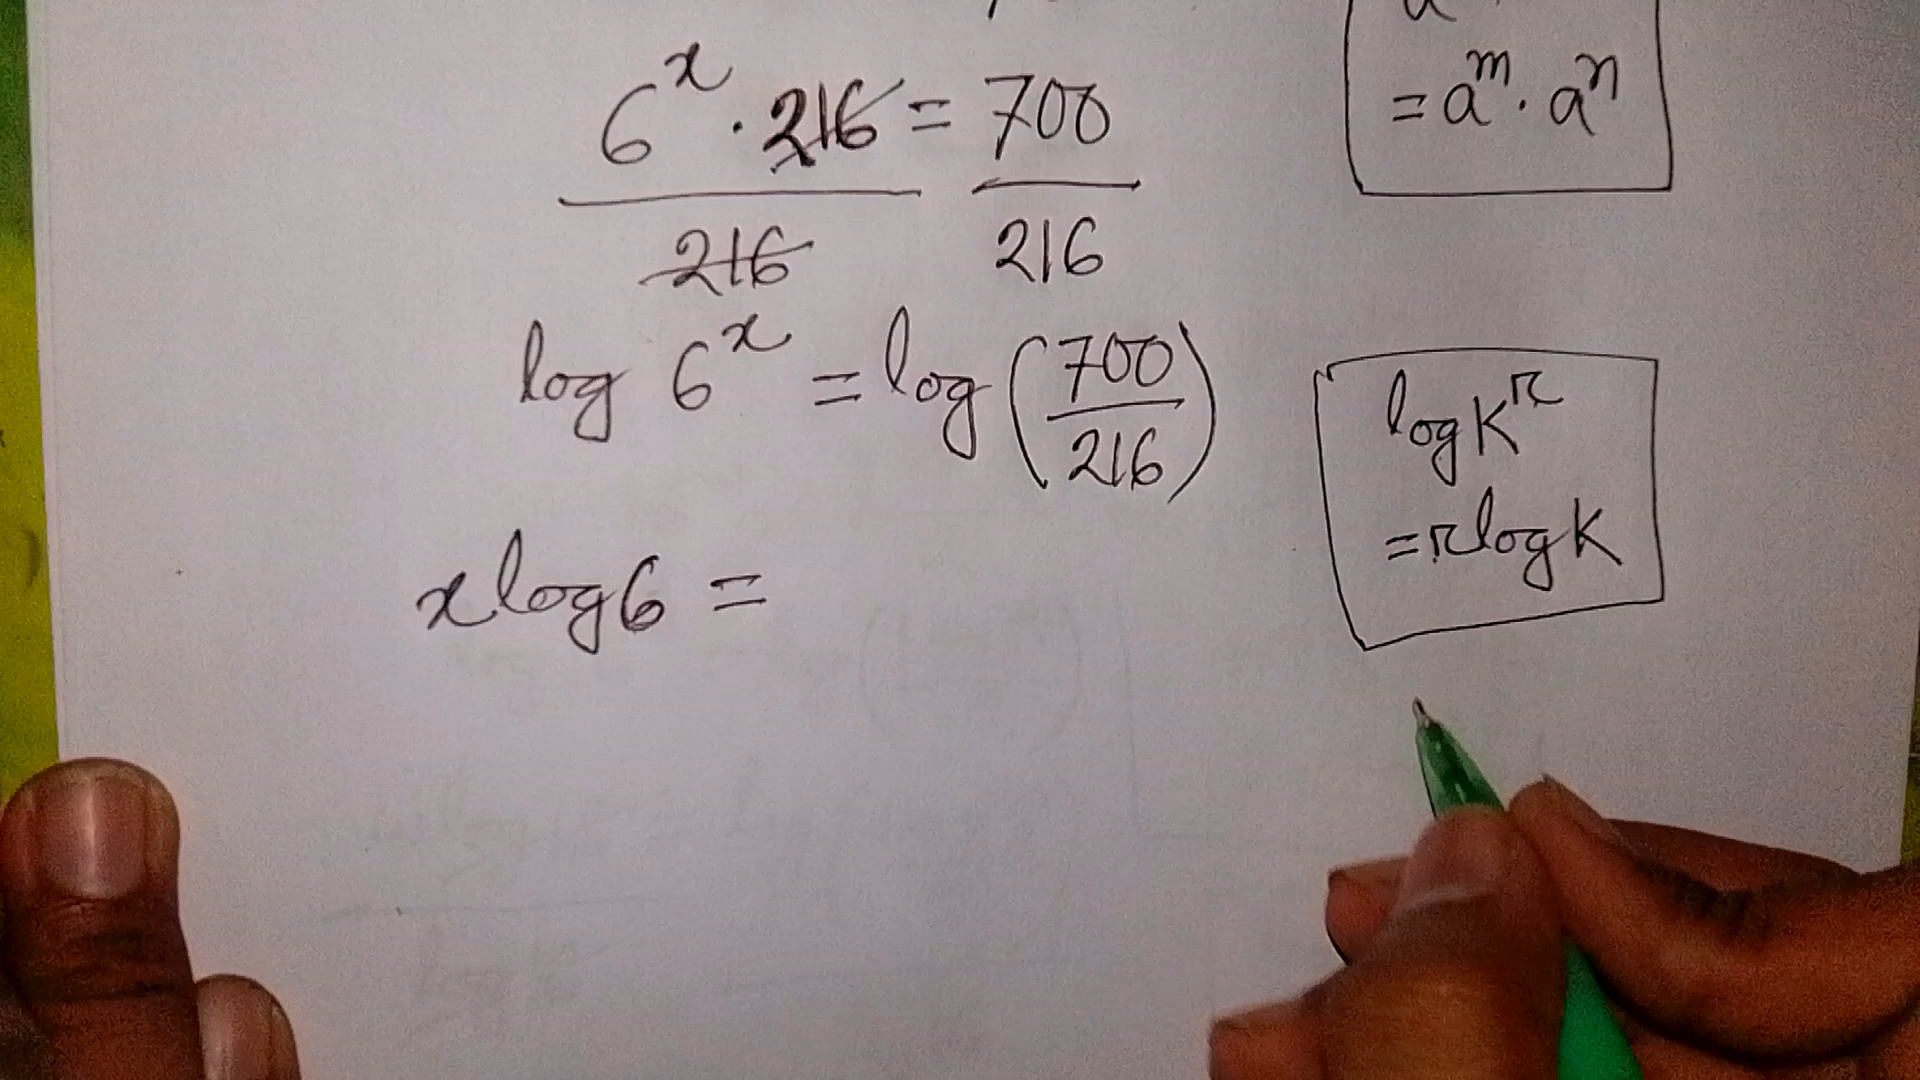 6^x · 216 = 700
216 216
log 6^x = log (700/216)
x log 6 =
= a^m · a^n
log K^r
= r log K